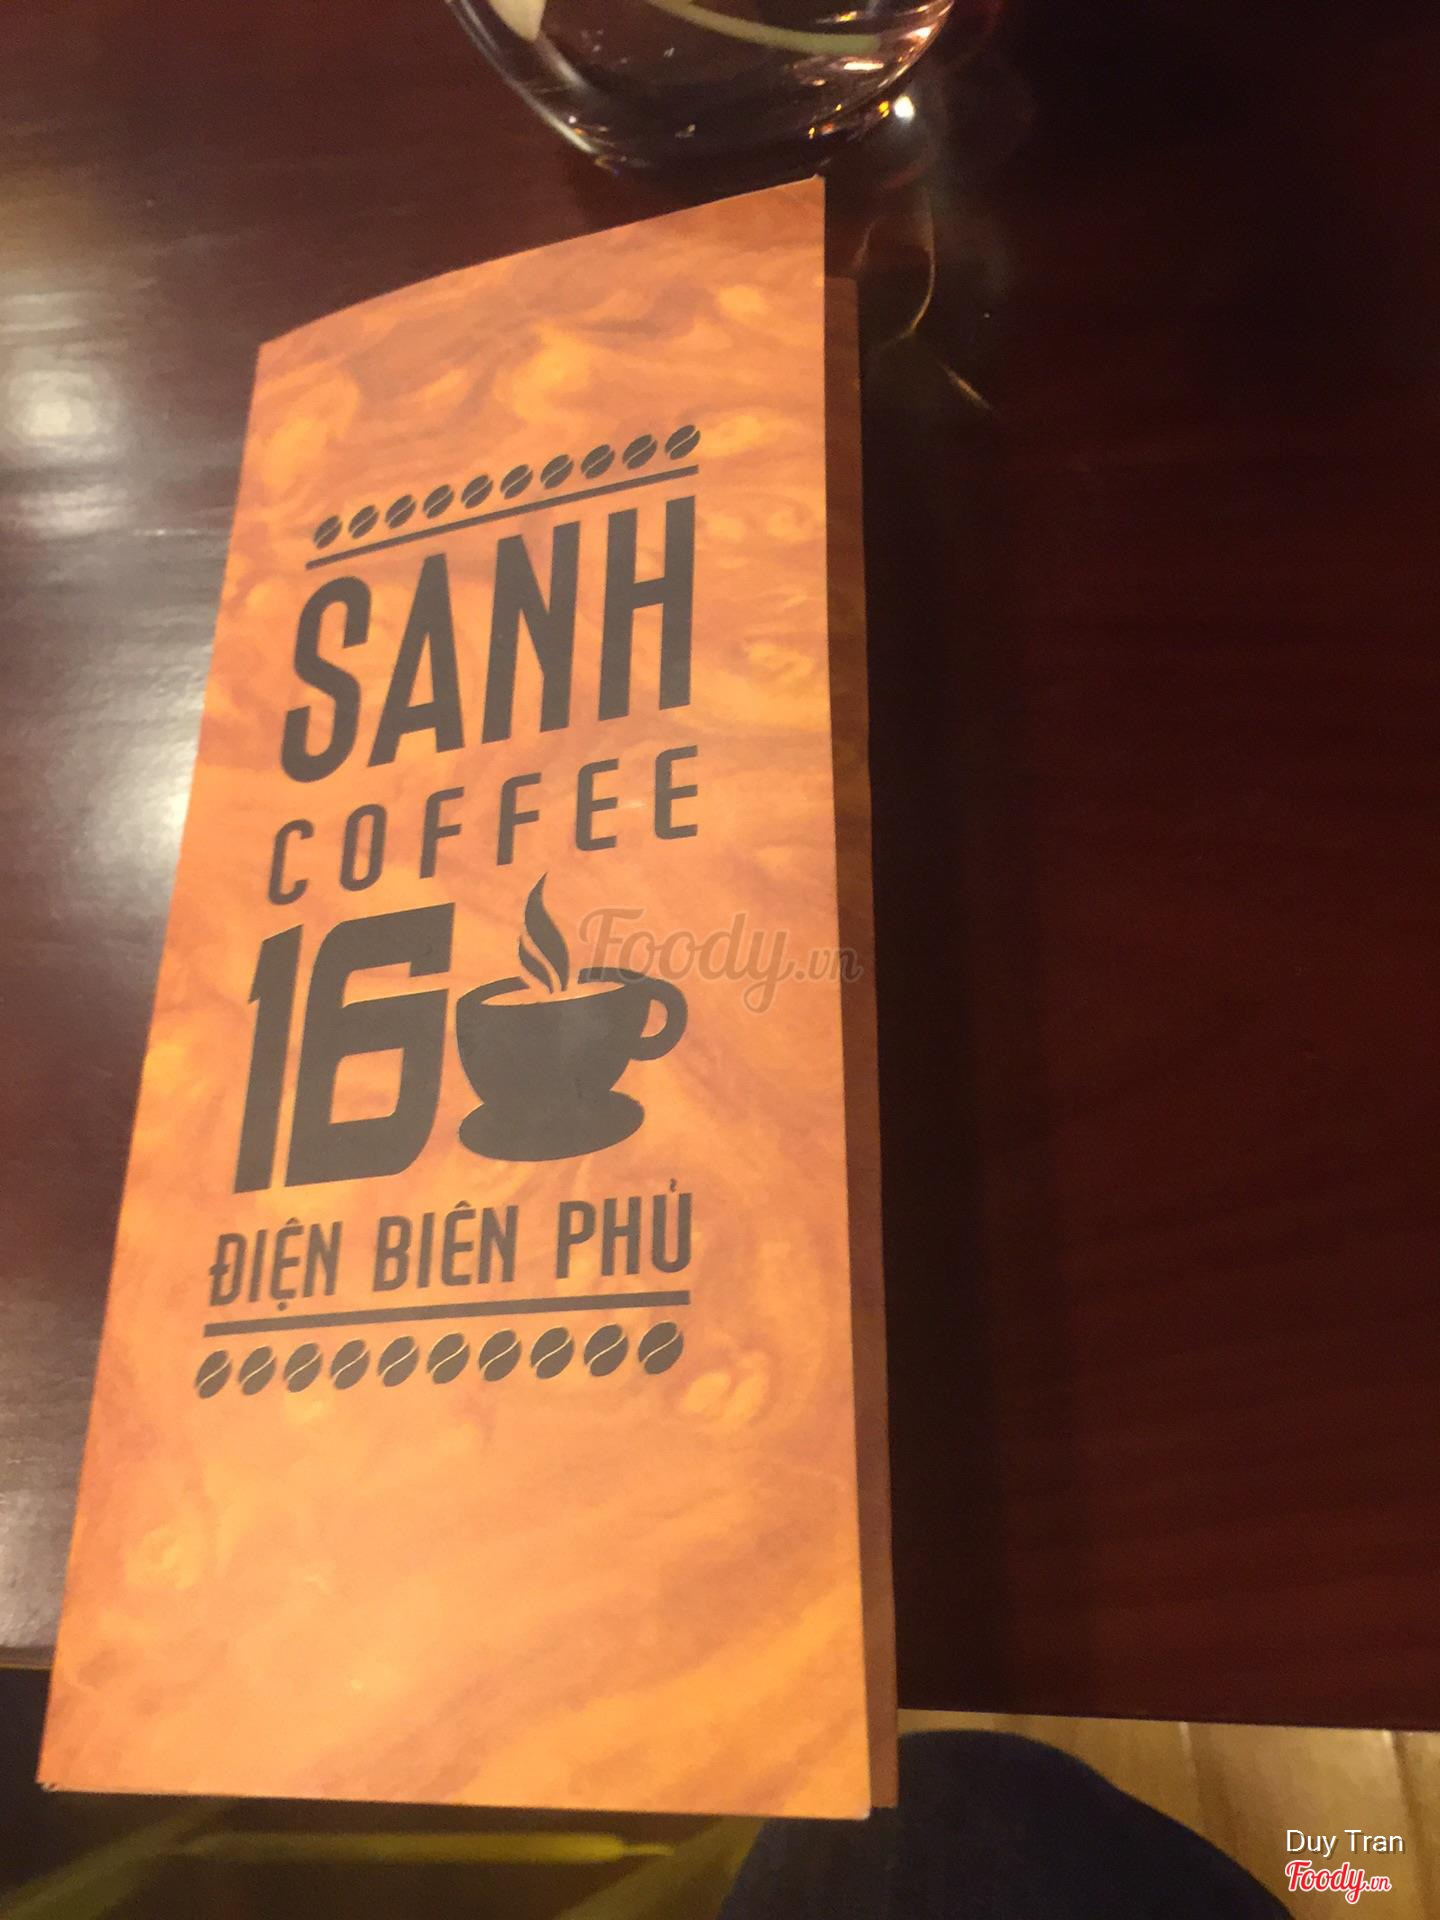 SANH
COFFEE
16
ĐIỆN BIÊN PHỦ
Foody.vn
Duy Tran
Foody.vn